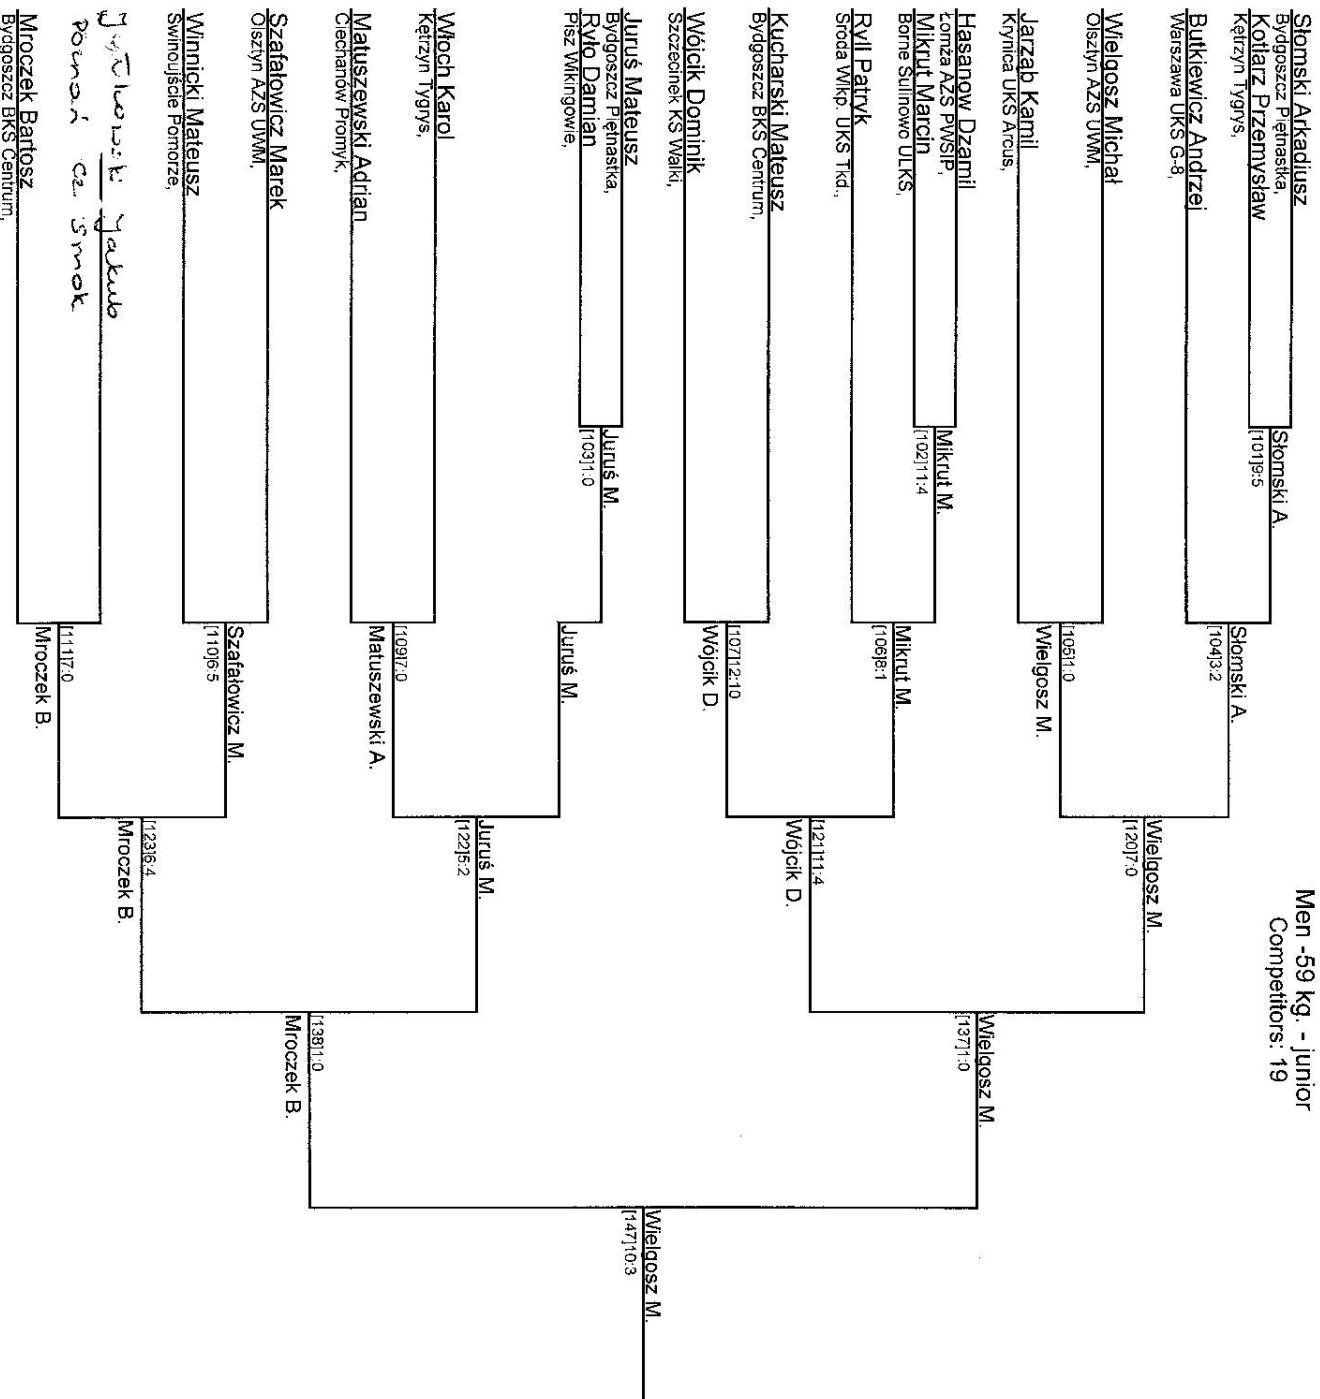 Men -59 kg. - junior
Competitors: 19
Słomski Arkadiusz
Bydgoszcz Piętnastka,
Kotlarz Przemysław
Kętrzyn Tygrys,
Butkiewicz Andrzej
Warszawa UKS G-8,
Wielgosz Michał
Olsztyn AZS UWM,
Jarząb Kamil
Krynica UKS Arcus,
Hasanow Dzamil
Łomża AZS PWSIP,
Mikrut Marcin
Borne Sulinowo ULKS,
Ryll Patryk
Środa Wlkp. UKS Tkd.,
Kucharski Mateusz
Bydgoszcz BKS Centrum,
Wójcik Dominik
Szczecinek KS Walki,
Juruś Mateusz
Bydgoszcz Piętnastka,
Ryło Damian
Pisz Wikingowie,
Włoch Karol
Kętrzyn Tygrys,
Matuszewski Adrian
Ciechanów Promyk,
Szafałowicz Marek
Olsztyn AZS UWM,
Winnicki Mateusz
Świnoujście Pomorze,
Jakub
Poznań cz. smok
Mroczek Bartosz
Bydgoszcz BKS Centrum,
Słomski A.
[101]9:5
Mikrut M.
[102]11:4
Juruś M.
[103]1:0
Słomski A.
[104]3:2
[105]1:0
Wielgosz M.
Mikrut M.
[106]8:1
[107]12:10
Wójcik D.
Juruś M.
[109]7:0
Matuszewski A.
Szafałowicz M.
[110]6:5
[111]7:0
Mroczek B.
Wielgosz M.
[120]7:0
[121]11:4
Wójcik D.
Juruś M.
[122]5:2
[123]6:4
Mroczek B.
Wielgosz M.
[137]1:0
[138]1:0
Mroczek B.
Wielgosz M.
[147]10:3